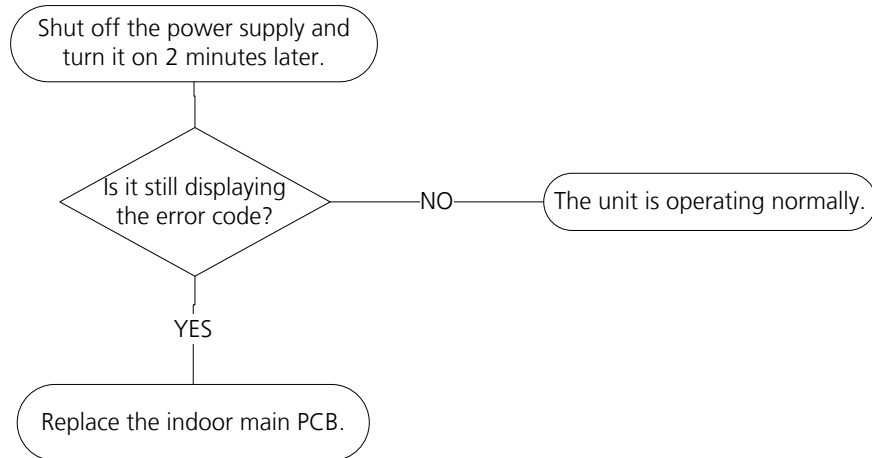 Shut off the power supply and
turn it on 2 minutes later.
Is it still displaying
the error code?
NO
The unit is operating normally.
YES
Replace the indoor main PCB.